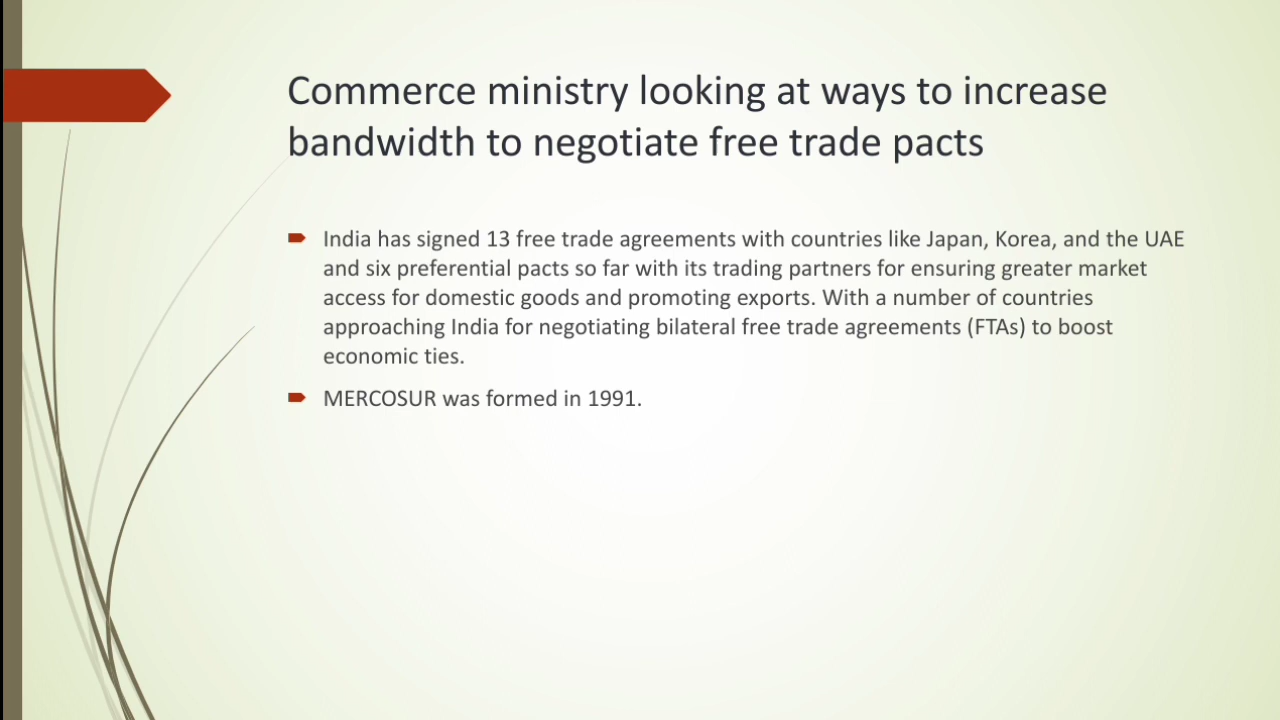 Commerce ministry looking at ways to increase
bandwidth to negotiate free trade pacts
India has signed 13 free trade agreements with countries like Japan, Korea, and the UAE
and six preferential pacts so far with its trading partners for ensuring greater market
access for domestic goods and promoting exports. With a number of countries
approaching India for negotiating bilateral free trade agreements (FTAs) to boost
economic ties.
MERCOSUR was formed in 1991.